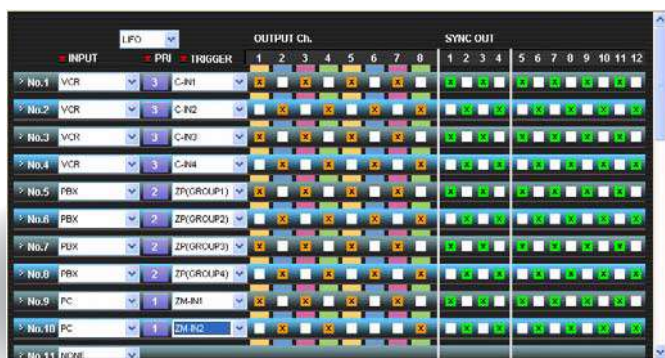 LIFO OUTPUT Ch. SYNC OUT
INPUT PRI TRIGGER 1 2 3 4 5 6 7 8 1 2 3 4 5 6 7 8 9 10 11 12
No.1 VCR 3 C-IN1
No.2 VCR 3 C-IN2
No.3 VCR 3 C-IN3
No.4 VCR 3 C-IN4
No.5 PBX 2 ZP(GROUP1)
No.6 PBX 2 ZP(GROUP2)
No.7 PBX 2 ZP(GROUP3)
No.8 PBX 2 ZP(GROUP4)
No.9 PC 1 ZM-IN1
No.10 PC 1 ZM-IN2
No.11 NONE